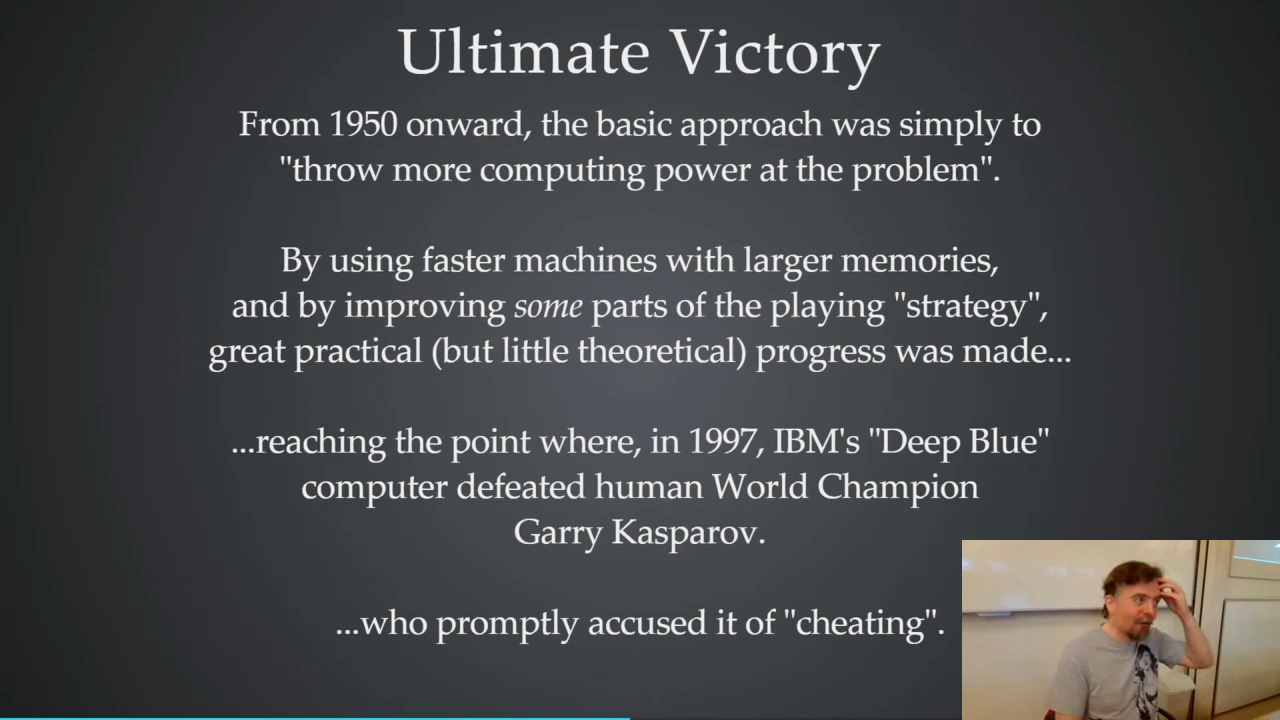 Ultimate Victory
From 1950 onward, the basic approach was simply to
"throw more computing power at the problem".
By using faster machines with larger memories,
and by improving some parts of the playing "strategy",
great practical (but little theoretical) progress was made...
...reaching the point where, in 1997, IBM's "Deep Blue"
computer defeated human World Champion
Garry Kasparov.
...who promptly accused it of "cheating".